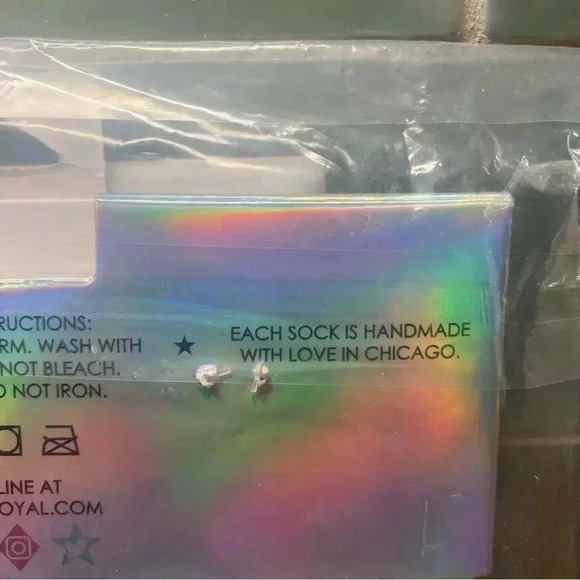 RUCTIONS:
RM. WASH WITH
NOT BLEACH.
O NOT IRON.
EACH SOCK IS HANDMADE
WITH LOVE IN CHICAGO.
LINE AT
OYAL.COM